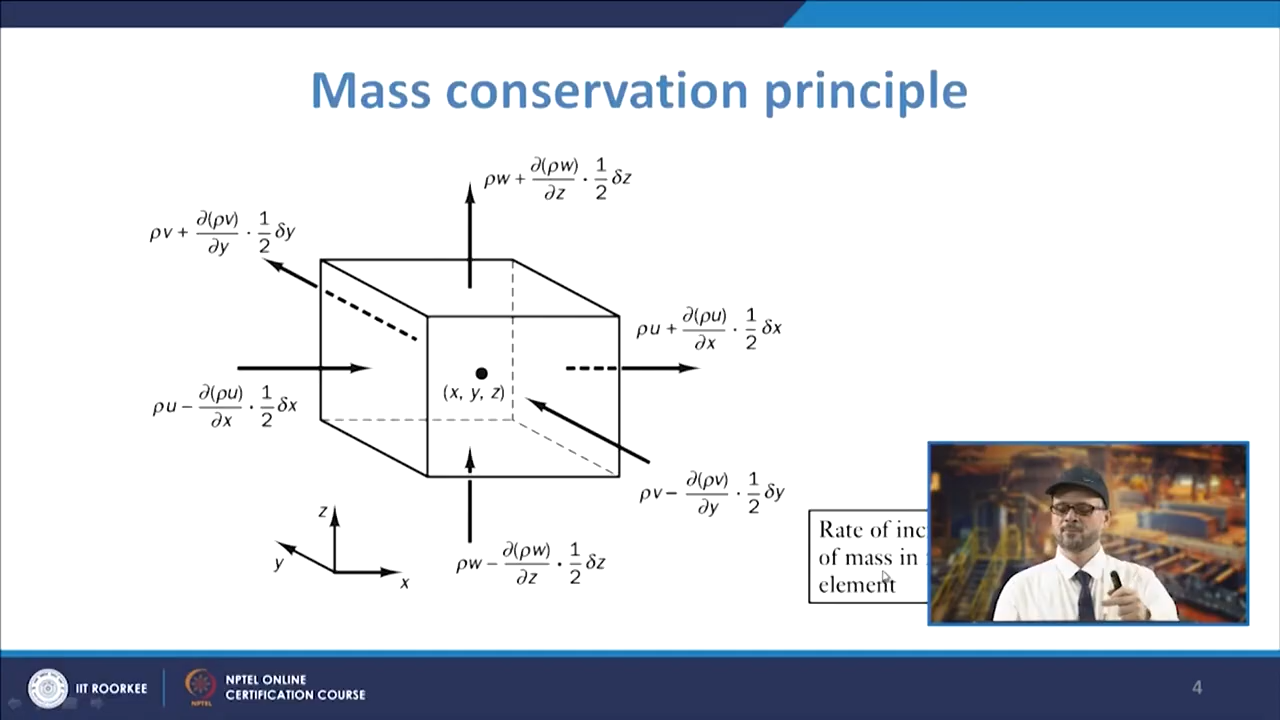 Mass conservation principle
ρw + ∂(ρw)/∂z · 1/2 δz
ρv + ∂(ρv)/∂y · 1/2 δy
ρu + ∂(ρu)/∂x · 1/2 δx
(x, y, z)
ρu − ∂(ρu)/∂x · 1/2 δx
ρv − ∂(ρv)/∂y · 1/2 δy
z
y
x
ρw − ∂(ρw)/∂z · 1/2 δz
Rate of inc
of mass in
element
IIT ROORKEE
NPTEL
NPTEL ONLINE
CERTIFICATION COURSE
4